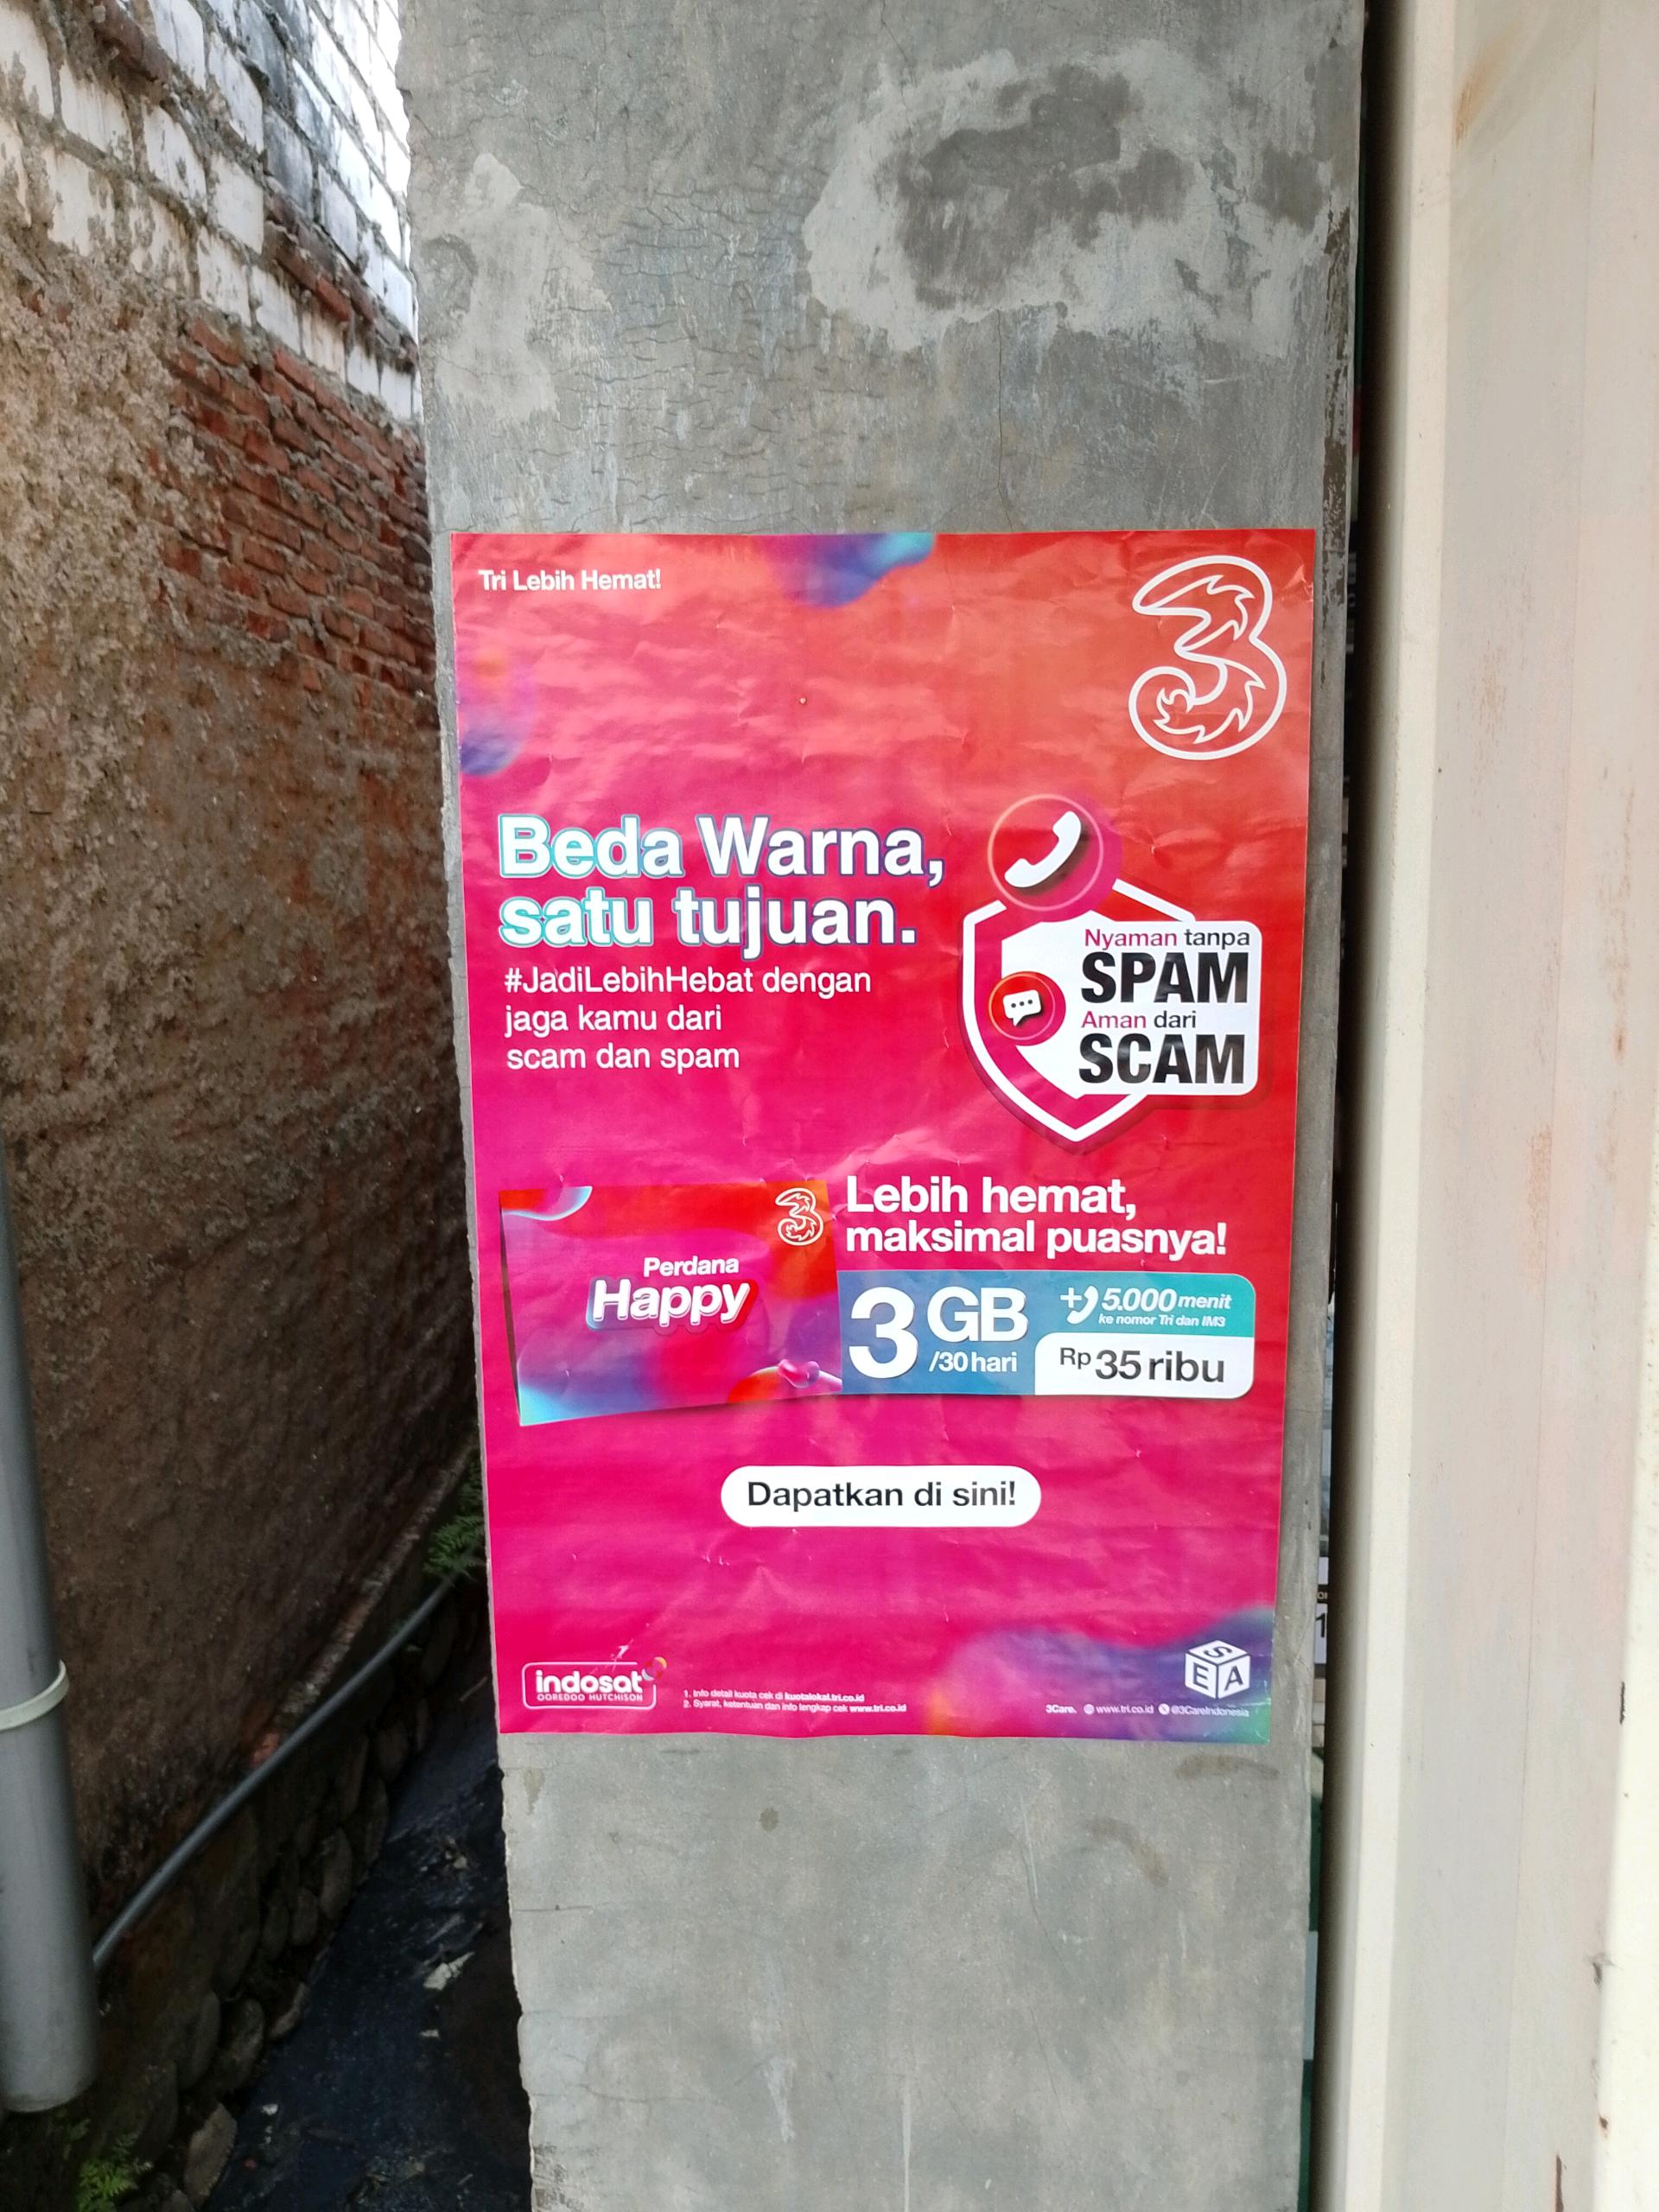 Tri Lebih Hemat!
3
Beda Warna,
satu tujuan.
#JadiLebihHebat dengan
jaga kamu dari
scam dan spam
Nyaman tanpa
SPAM
Aman dari
SCAM
3
Perdana
Happy
Lebih hemat,
maksimal puasnya!
3 GB
/30 hari
+ 5.000 menit
ke nomor Tri dan IM3
Rp 35 ribu
Dapatkan di sini!
indosat
OOREDOO HUTCHISON
1. Info detail kuota cek di kuotalokal.tri.co.id
2. Syarat, ketentuan dan info lengkap cek www.tri.co.id
3Care. www.tri.co.id @3CareIndonesia
SEA